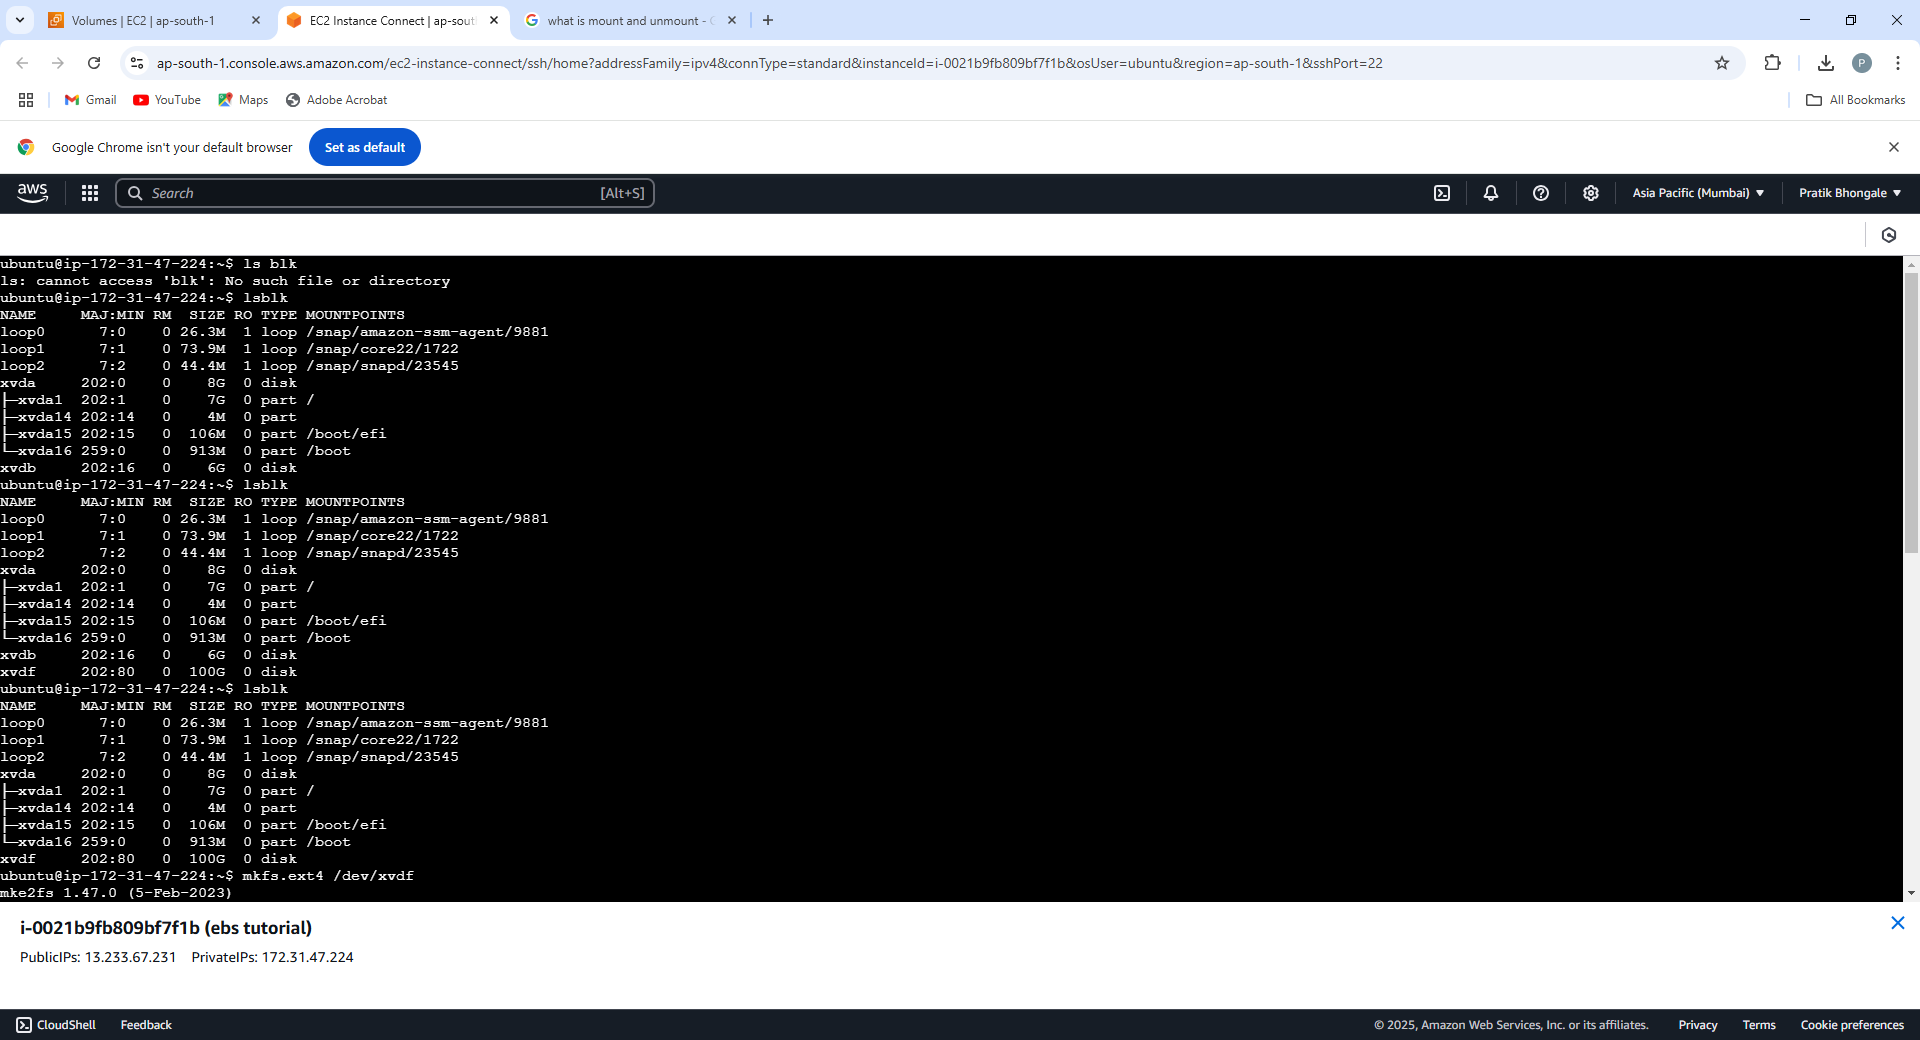 Volumes | EC2 | ap-south-1
EC2 Instance Connect | ap-sout
what is mount and unmount -
ap-south-1.console.aws.amazon.com/ec2-instance-connect/ssh/home?addressFamily=ipv4&connType=standard&instanceId=i-0021b9fb809bf7f1b&osUser=ubuntu&region=ap-south-1&sshPort=22
P
Gmail
YouTube
Maps
Adobe Acrobat
All Bookmarks
Google Chrome isn't your default browser
Set as default
aws
Search
[Alt+S]
Asia Pacific (Mumbai)
Pratik Bhongale
ubuntu@ip-172-31-47-224:~$ ls blk
ls: cannot access 'blk': No such file or directory
ubuntu@ip-172-31-47-224:~$ lsblk
NAME     MAJ:MIN RM  SIZE RO TYPE MOUNTPOINTS
loop0      7:0    0 26.3M  1 loop /snap/amazon-ssm-agent/9881
loop1      7:1    0 73.9M  1 loop /snap/core22/1722
loop2      7:2    0 44.4M  1 loop /snap/snapd/23545
xvda     202:0    0    8G  0 disk
├─xvda1  202:1    0    7G  0 part /
├─xvda14 202:14   0    4M  0 part
├─xvda15 202:15   0  106M  0 part /boot/efi
└─xvda16 259:0    0  913M  0 part /boot
xvdb     202:16   0    6G  0 disk
ubuntu@ip-172-31-47-224:~$ lsblk
NAME     MAJ:MIN RM  SIZE RO TYPE MOUNTPOINTS
loop0      7:0    0 26.3M  1 loop /snap/amazon-ssm-agent/9881
loop1      7:1    0 73.9M  1 loop /snap/core22/1722
loop2      7:2    0 44.4M  1 loop /snap/snapd/23545
xvda     202:0    0    8G  0 disk
├─xvda1  202:1    0    7G  0 part /
├─xvda14 202:14   0    4M  0 part
├─xvda15 202:15   0  106M  0 part /boot/efi
└─xvda16 259:0    0  913M  0 part /boot
xvdb     202:16   0    6G  0 disk
xvdf     202:80   0  100G  0 disk
ubuntu@ip-172-31-47-224:~$ lsblk
NAME     MAJ:MIN RM  SIZE RO TYPE MOUNTPOINTS
loop0      7:0    0 26.3M  1 loop /snap/amazon-ssm-agent/9881
loop1      7:1    0 73.9M  1 loop /snap/core22/1722
loop2      7:2    0 44.4M  1 loop /snap/snapd/23545
xvda     202:0    0    8G  0 disk
├─xvda1  202:1    0    7G  0 part /
├─xvda14 202:14   0    4M  0 part
├─xvda15 202:15   0  106M  0 part /boot/efi
└─xvda16 259:0    0  913M  0 part /boot
xvdf     202:80   0  100G  0 disk
ubuntu@ip-172-31-47-224:~$ mkfs.ext4 /dev/xvdf
mke2fs 1.47.0 (5-Feb-2023)
i-0021b9fb809bf7f1b (ebs tutorial)
PublicIPs: 13.233.67.231 PrivateIPs: 172.31.47.224
CloudShell
Feedback
© 2025, Amazon Web Services, Inc. or its affiliates.
Privacy
Terms
Cookie preferences